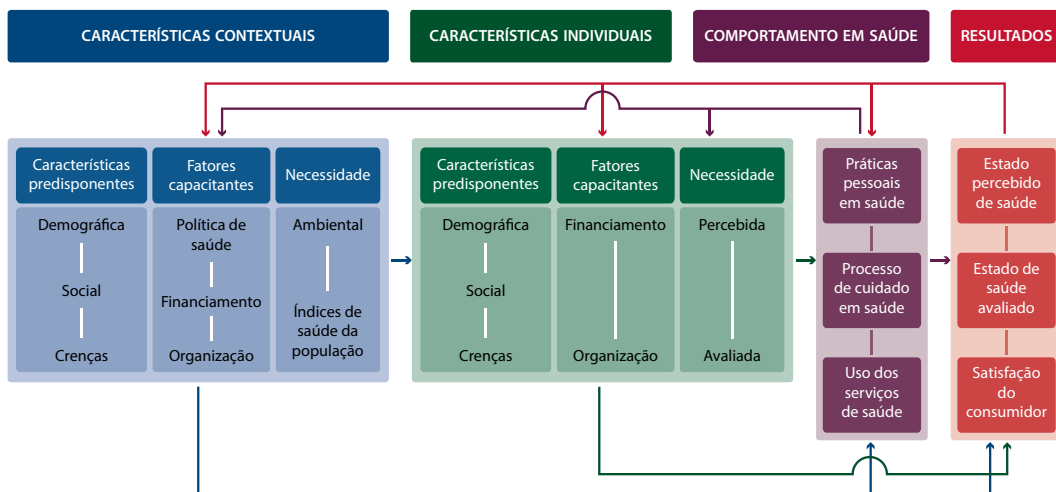 CARACTERÍSTICAS CONTEXTUAIS
CARACTERÍSTICAS INDIVIDUAIS
COMPORTAMENTO EM SAÚDE
RESULTADOS
Características
predisponentes
Demográfica
Social
Crenças
Fatores
capacitantes
Política de
saúde
Financiamento
Organização
Necessidade
Ambiental
Índices de
saúde da
população
Características
predisponentes
Demográfica
Social
Crenças
Fatores
capacitantes
Financiamento
Organização
Necessidade
Percebida
Avaliada
Práticas
pessoais
em saúde
Processo
de cuidado
em saúde
Uso dos
serviços
de saúde
Estado
percebido
de saúde
Estado de
saúde
avaliado
Satisfação
do
consumidor